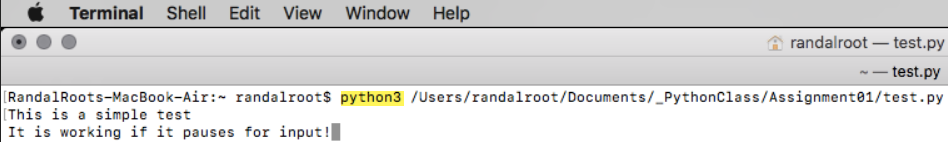 Terminal Shell Edit View Window Help
randalroot — test.py
~ — test.py
[RandalRoots-MacBook-Air:~ randalroot$ python3 /Users/randalroot/Documents/_PythonClass/Assignment01/test.py
[This is a simple test
It is working if it pauses for input!